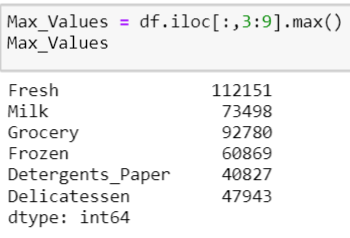 Max_Values = df.iloc[:,3:9].max()
Max_Values
Fresh 112151
Milk 73498
Grocery 92780
Frozen 60869
Detergents_Paper 40827
Delicatessen 47943
dtype: int64